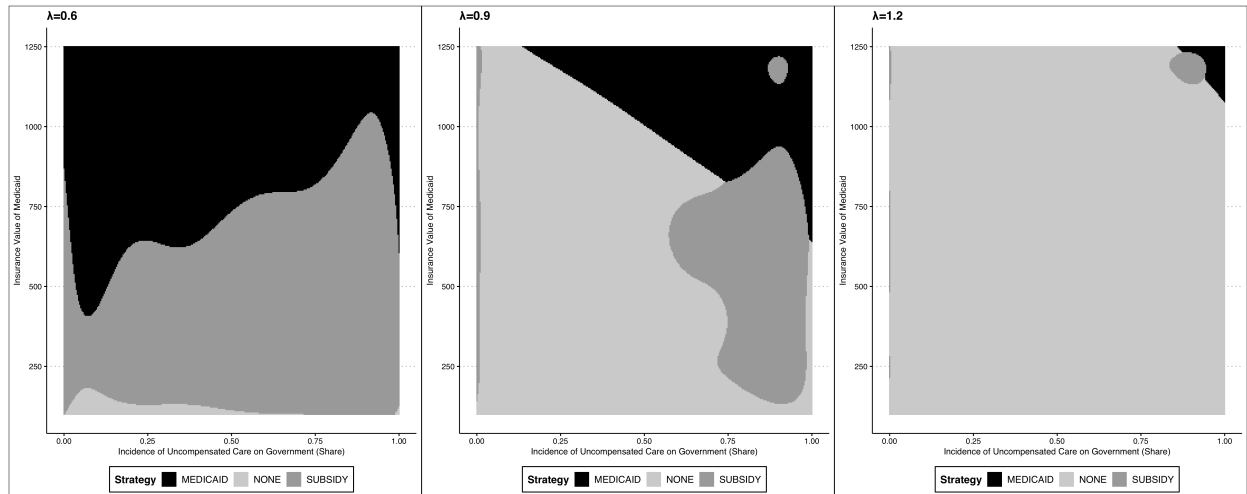 λ=0.6
1250
1000
750
500
250
Insurance Value of Medicaid
0.00 0.25 0.50 0.75 1.00
Incidence of Uncompensated Care on Government (Share)
Strategy MEDICAID NONE SUBSIDY
λ=0.9
1250
1000
750
500
250
Insurance Value of Medicaid
0.00 0.25 0.50 0.75 1.00
Incidence of Uncompensated Care on Government (Share)
Strategy MEDICAID NONE SUBSIDY
λ=1.2
1250
1000
750
500
250
Insurance Value of Medicaid
0.00 0.25 0.50 0.75 1.00
Incidence of Uncompensated Care on Government (Share)
Strategy MEDICAID NONE SUBSIDY